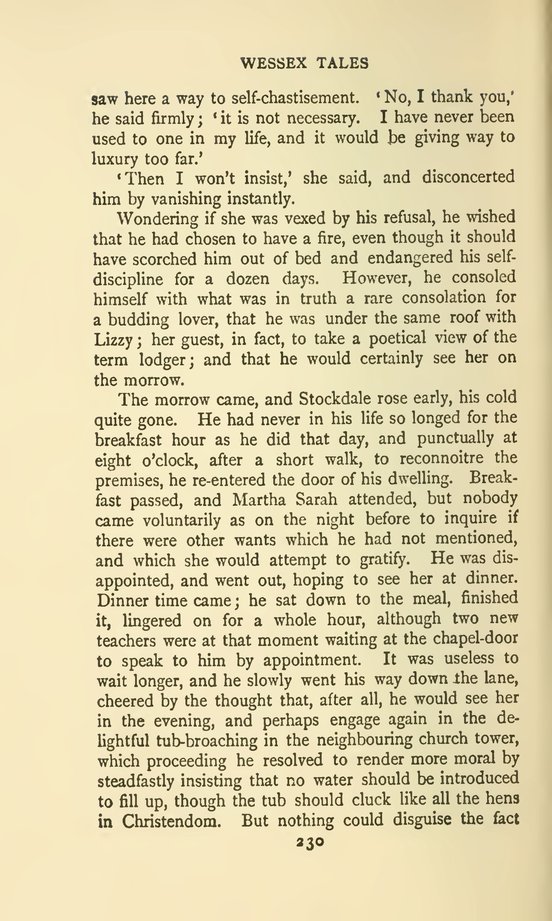 WESSEX TALES
saw here a way to self-chastisement. ‘No, I thank you,’
he said firmly; ‘it is not necessary. I have never been
used to one in my life, and it would be giving way to
luxury too far.’
‘Then I won’t insist,’ she said, and disconcerted
him by vanishing instantly.
Wondering if she was vexed by his refusal, he wished
that he had chosen to have a fire, even though it should
have scorched him out of bed and endangered his self-
discipline for a dozen days. However, he consoled
himself with what was in truth a rare consolation for
a budding lover, that he was under the same roof with
Lizzy; her guest, in fact, to take a poetical view of the
term lodger; and that he would certainly see her on
the morrow.
The morrow came, and Stockdale rose early, his cold
quite gone. He had never in his life so longed for the
breakfast hour as he did that day, and punctually at
eight o’clock, after a short walk, to reconnoitre the
premises, he re-entered the door of his dwelling. Break-
fast passed, and Martha Sarah attended, but nobody
came voluntarily as on the night before to inquire if
there were other wants which he had not mentioned,
and which she would attempt to gratify. He was dis-
appointed, and went out, hoping to see her at dinner.
Dinner time came; he sat down to the meal, finished
it, lingered on for a whole hour, although two new
teachers were at that moment waiting at the chapel-door
to speak to him by appointment. It was useless to
wait longer, and he slowly went his way down the lane,
cheered by the thought that, after all, he would see her
in the evening, and perhaps engage again in the de-
lightful tub-broaching in the neighbouring church tower,
which proceeding he resolved to render more moral by
steadfastly insisting that no water should be introduced
to fill up, though the tub should cluck like all the hens
in Christendom. But nothing could disguise the fact
230